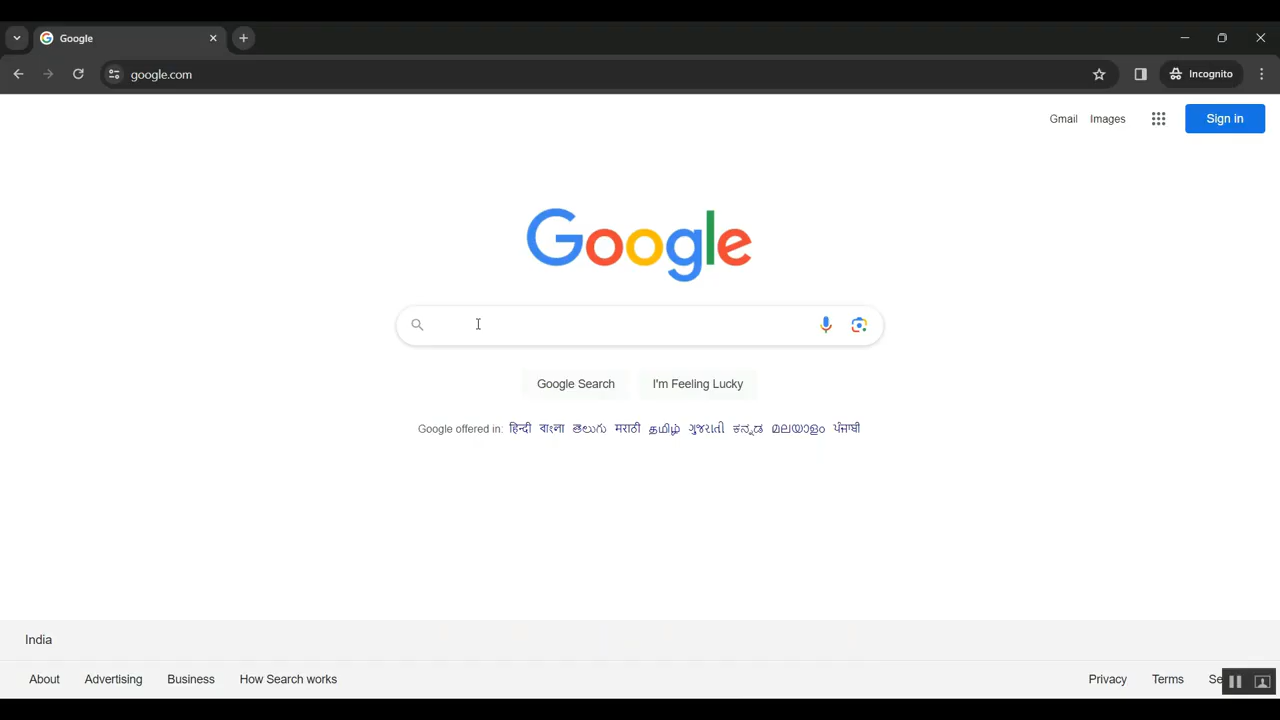 Google
google.com
Incognito
Gmail Images
Sign in
Google
Google Search I'm Feeling Lucky
Google offered in: हिन्दी বাংলা తెలుగు मराठी தமிழ் ગુજરાતી ಕನ್ನಡ മലയാളം ਪੰਜਾਬੀ
India
About Advertising Business How Search works Privacy Terms